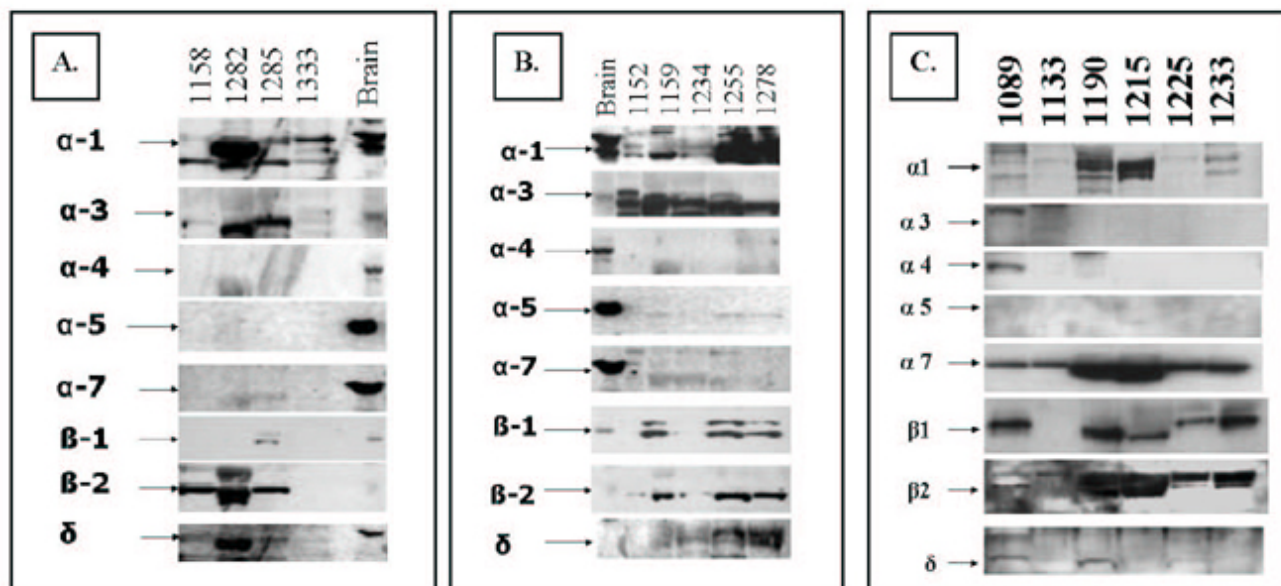 A.
1158 1282 1285 1333 Brain
α-1
α-3
α-4
α-5
α-7
ß-1
ß-2
δ
B.
Brain 1152 1159 1234 1255 1278
α-1
α-3
α-4
α-5
α-7
ß-1
ß-2
δ
C.
1089 1133 1190 1215 1225 1233
α1
α 3
α 4
α 5
α 7
β1
β2
δ